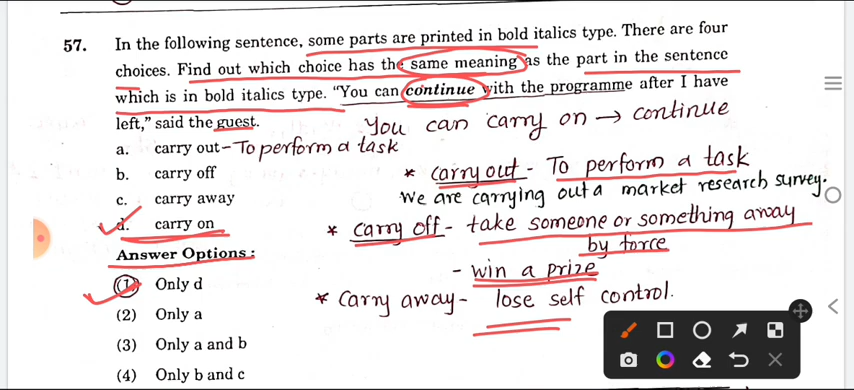 57. In the following sentence, some parts are printed in bold italics type. There are four
choices. Find out which choice has the same meaning as the part in the sentence
which is in bold italics type. “You can continue with the programme after I have
left,” said the guest.
You can carry on → continue
a. carry out - To perform a task
b. carry off
c. carry away
d. carry on
* carry out - To perform a task
We are carrying out a market research survey.
* carry off - take someone or something away
by force
- win a prize
* carry away - lose self control.
Answer Options :
(1) Only d
(2) Only a
(3) Only a and b
(4) Only b and c